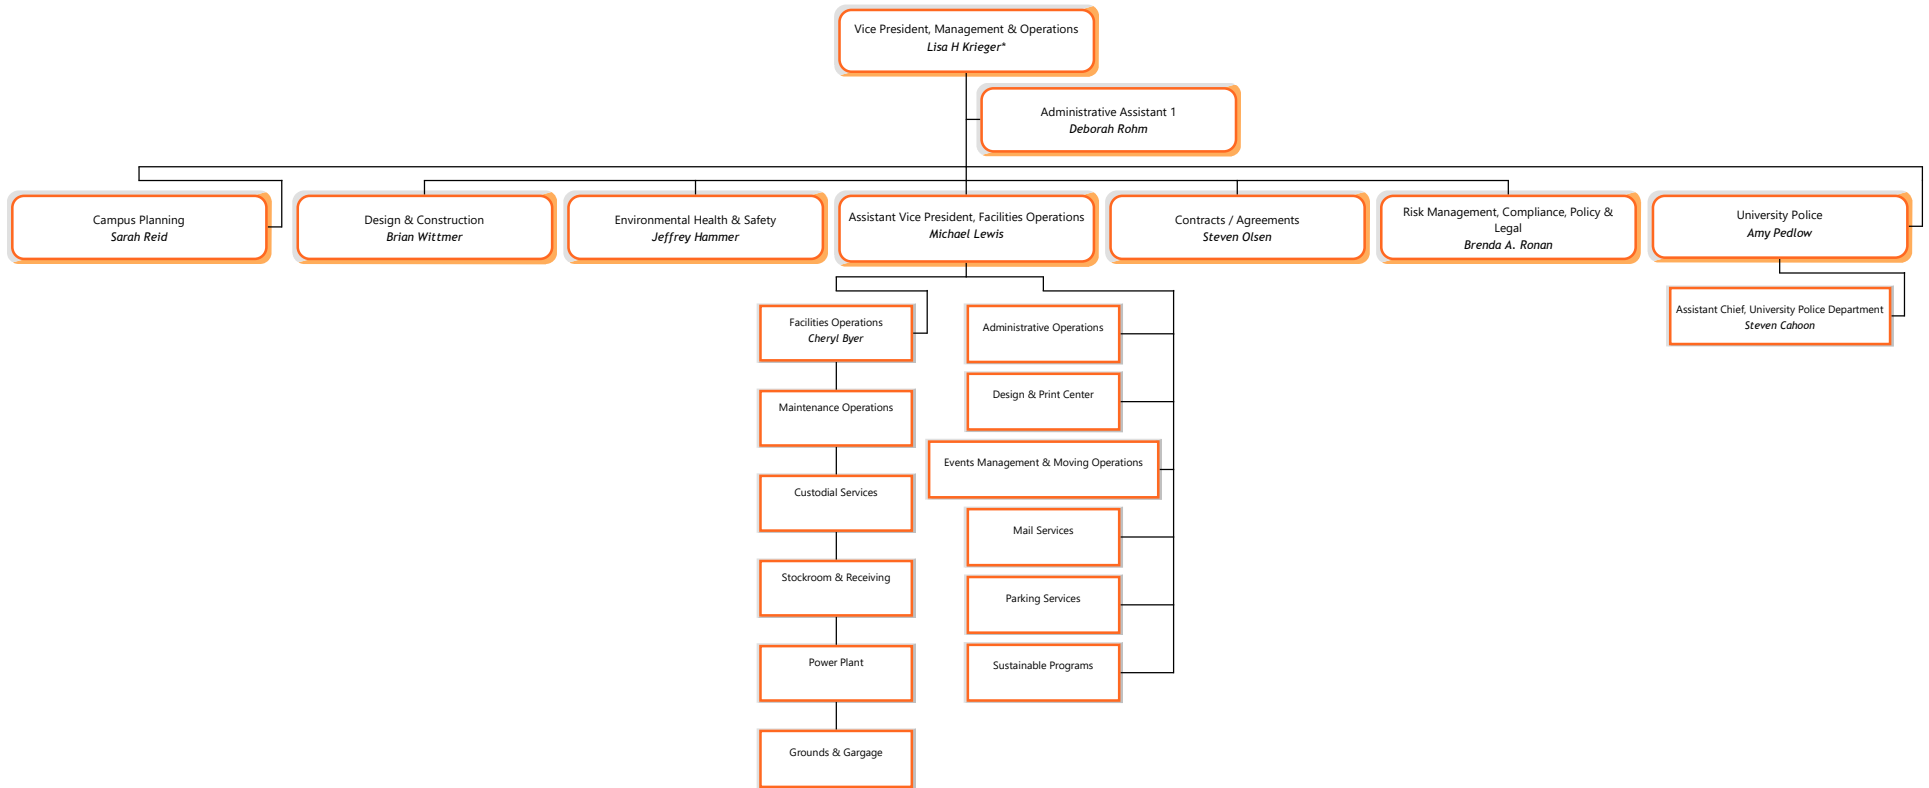 Vice President, Management & Operations
Lisa H Krieger*
Administrative Assistant 1
Deborah Rohm
Campus Planning
Sarah Reid
Design & Construction
Brian Wittmer
Environmental Health & Safety
Jeffrey Hammer
Assistant Vice President, Facilities Operations
Michael Lewis
Contracts / Agreements
Steven Olsen
Risk Management, Compliance, Policy &
Legal
Brenda A. Ronan
University Police
Amy Pedlow
Assistant Chief, University Police Department
Steven Cahoon
Facilities Operations
Cheryl Byer
Maintenance Operations
Custodial Services
Stockroom & Receiving
Power Plant
Grounds & Gargage
Administrative Operations
Design & Print Center
Events Management & Moving Operations
Mail Services
Parking Services
Sustainable Programs